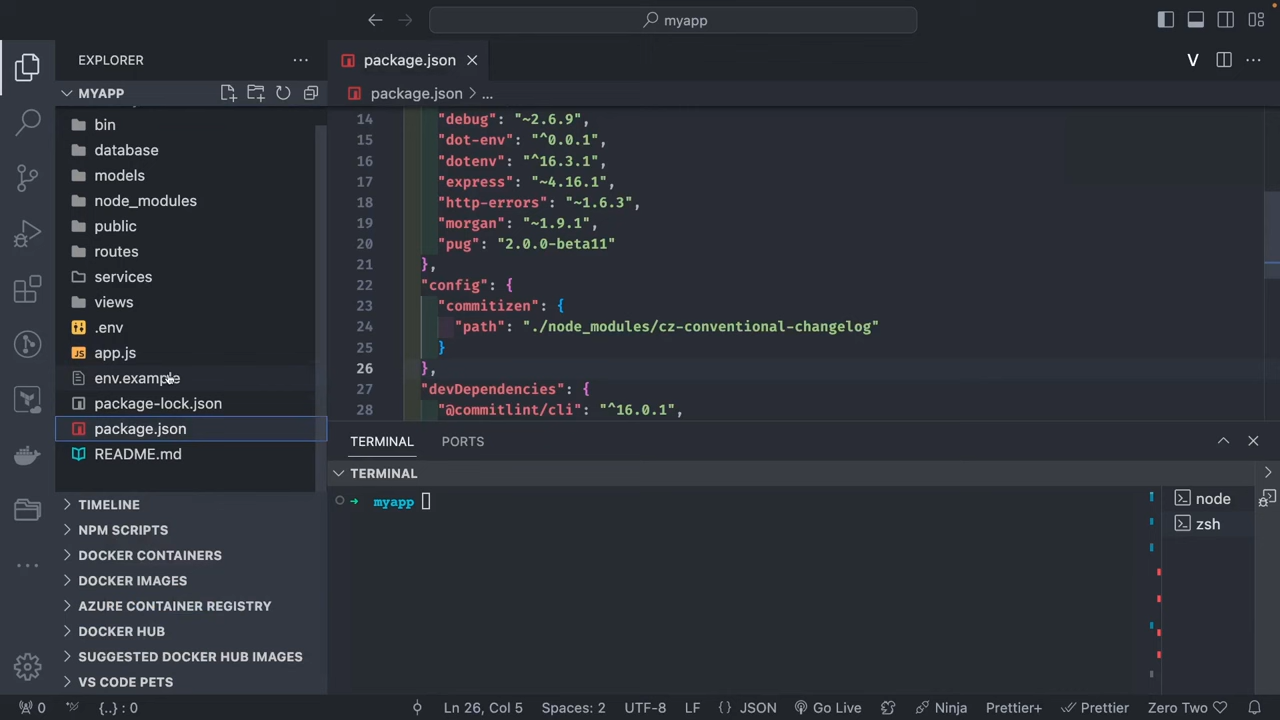 myapp
EXPLORER
package.json
V
MYAPP
package.json > ...
bin
database
models
node_modules
public
routes
services
views
.env
JS app.js
env.example
package-lock.json
package.json
README.md
TIMELINE
NPM SCRIPTS
DOCKER CONTAINERS
DOCKER IMAGES
AZURE CONTAINER REGISTRY
DOCKER HUB
SUGGESTED DOCKER HUB IMAGES
VS CODE PETS
14 "debug": "~2.6.9",
15 "dot-env": "^0.0.1",
16 "dotenv": "^16.3.1",
17 "express": "~4.16.1",
18 "http-errors": "~1.6.3",
19 "morgan": "~1.9.1",
20 "pug": "2.0.0-beta11"
21 },
22 "config": {
23 "commitizen": {
24 "path": "./node_modules/cz-conventional-changelog"
25 }
26 },
27 "devDependencies": {
28 "@commitlint/cli": "^16.0.1",
TERMINAL PORTS
TERMINAL
→ myapp
node
zsh
0 {..} : 0 Ln 26, Col 5 Spaces: 2 UTF-8 LF { } JSON Go Live Ninja Prettier+ Prettier Zero Two ♡